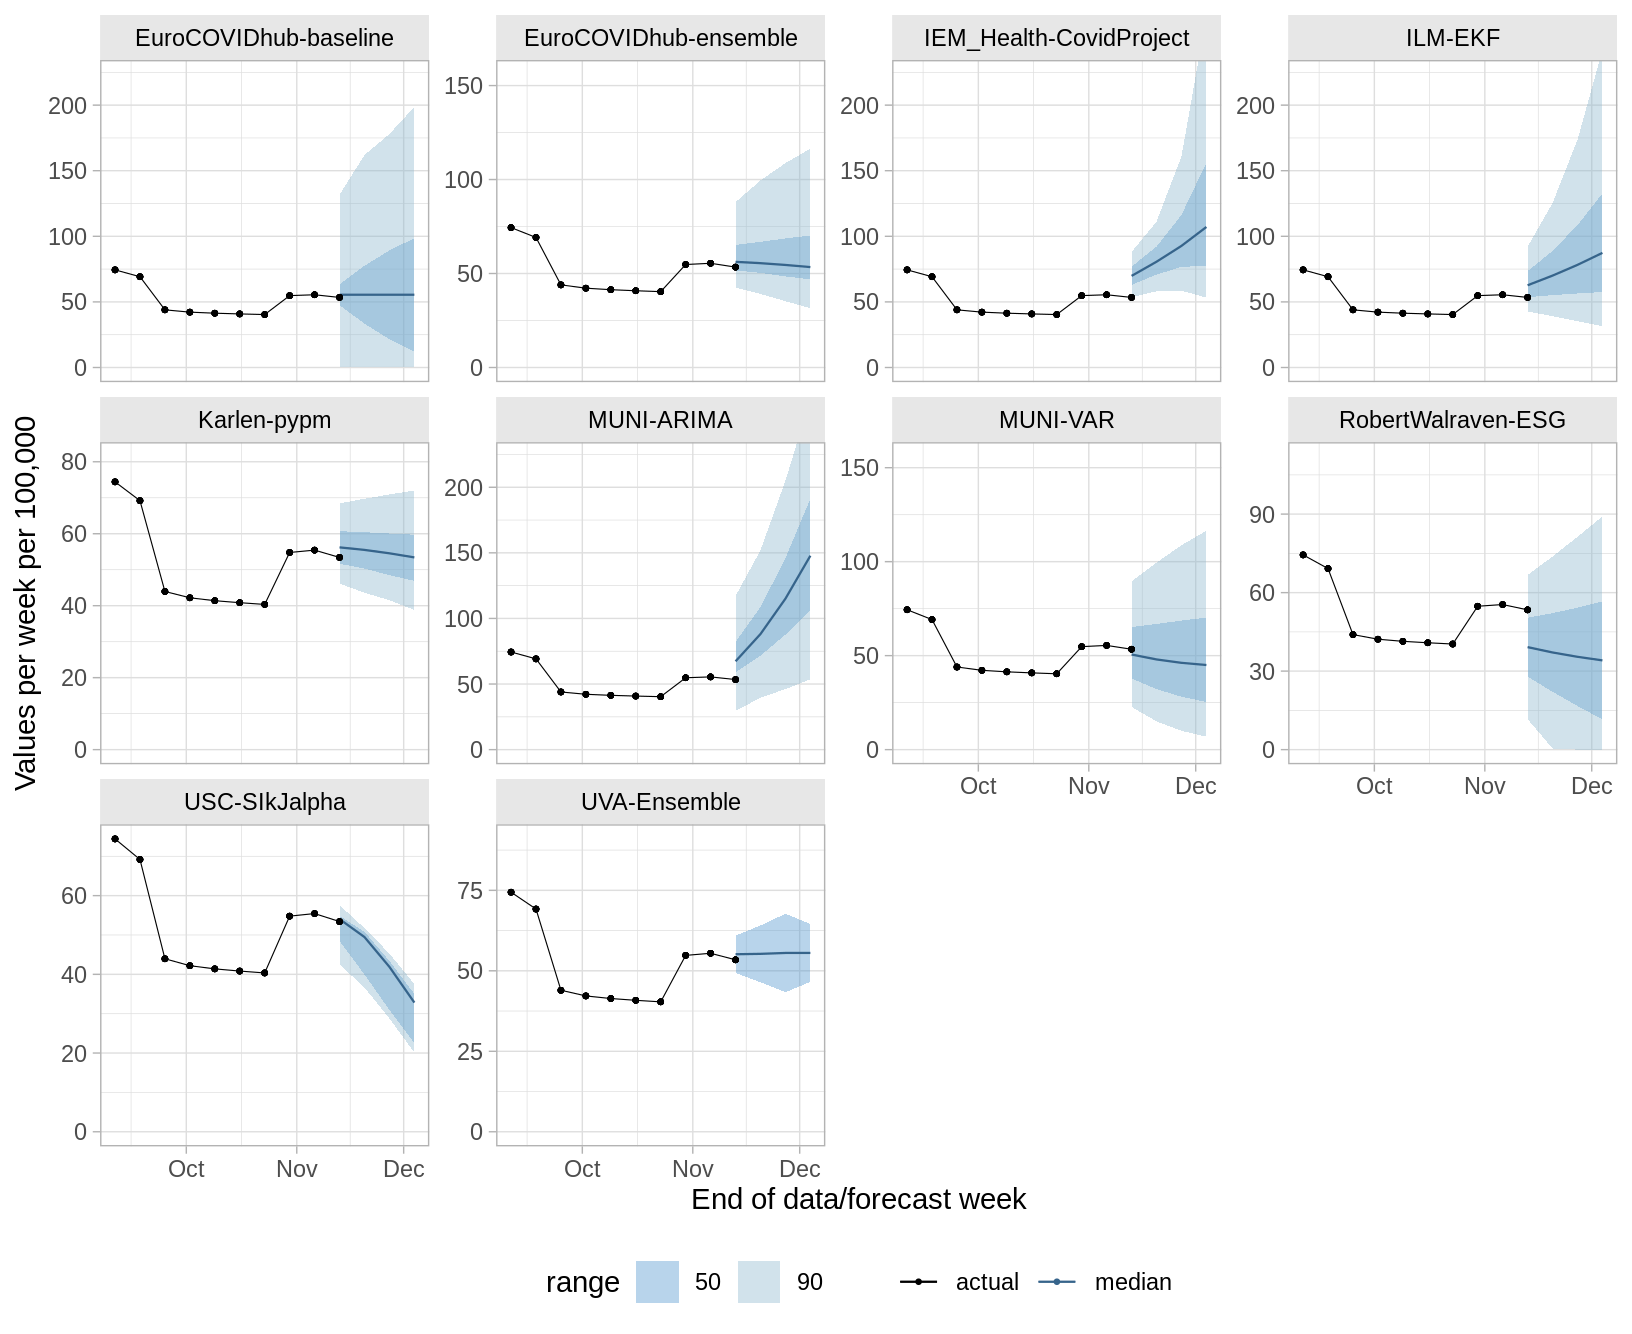 EuroCOVIDhub-baseline EuroCOVIDhub-ensemble IEM_Health-CovidProject ILM-EKF
200 150 200 200
150 100 150 150
100 50 100 100
50 0 50 50
0 0 0
Values per week per 100,000
Karlen-pypm MUNI-ARIMA MUNI-VAR RobertWalraven-ESG
80 200 150 90
60 150 100 60
40 100 50 30
20 50 0 0
0 0
Oct Nov Dec Oct Nov Dec
USC-SIkJalpha UVA-Ensemble
60 75
40 50
20 25
0 0
Oct Nov Dec Oct Nov Dec
End of data/forecast week
range 50 90 actual median